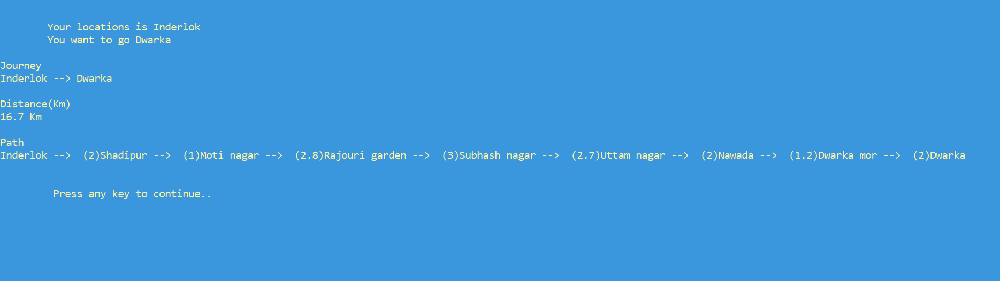 Your locations is Inderlok
You want to go Dwarka
Journey
Inderlok --> Dwarka
Distance(Km)
16.7 Km
Path
Inderlok -->  (2)Shadipur -->  (1)Moti nagar -->  (2.8)Rajouri garden -->  (3)Subhash nagar -->  (2.7)Uttam nagar -->  (2)Nawada -->  (1.2)Dwarka mor -->  (2)Dwarka
Press any key to continue..